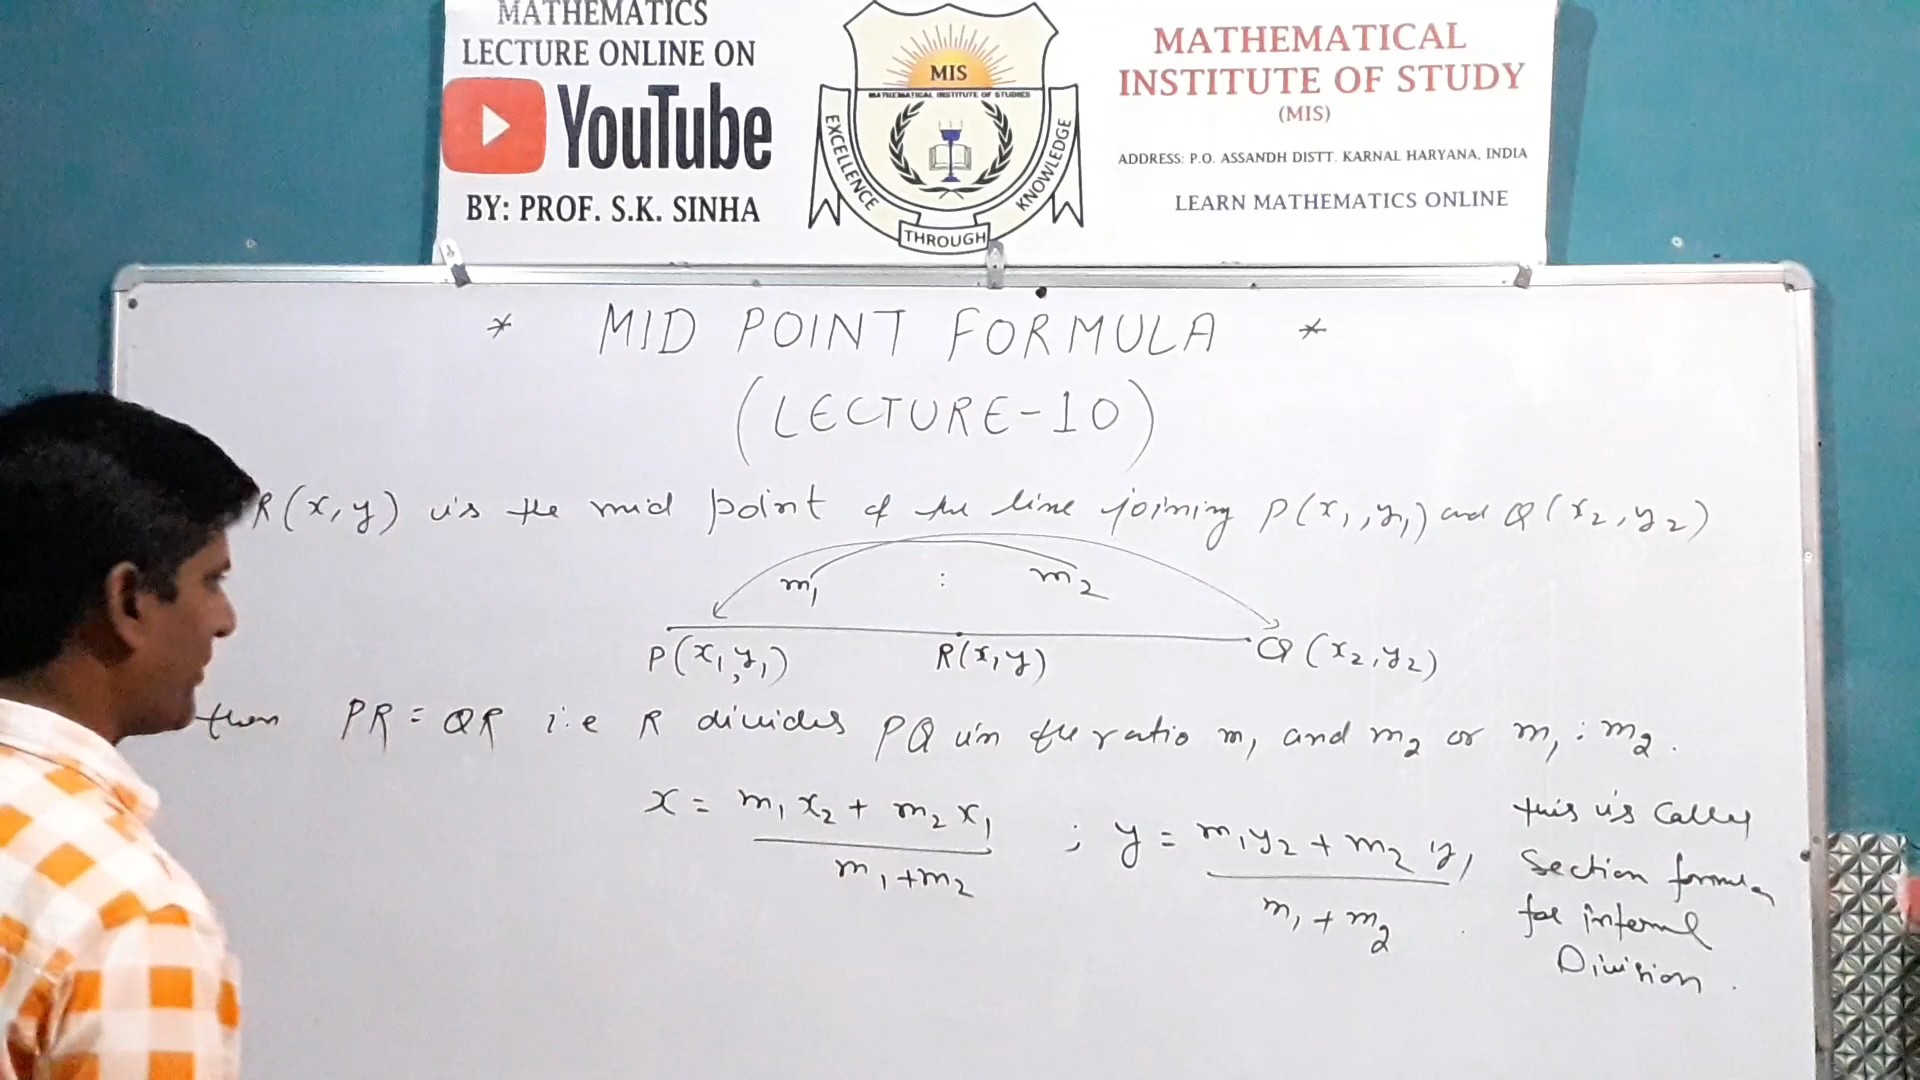 MATHEMATICS
LECTURE ONLINE ON
YouTube
BY: PROF. S.K. SINHA
MIS
MATHEMATICAL INSTITUTE OF STUDIES
EXCELLENCE
THROUGH
KNOWLEDGE
MATHEMATICAL
INSTITUTE OF STUDY
(MIS)
ADDRESS: P.O. ASSANDH DISTT. KARNAL HARYANA, INDIA
LEARN MATHEMATICS ONLINE
* MID POINT FORMULA *
(LECTURE-10)
R(x,y) is the mid point of the line joining P(x₁,y₁) and Q(x₂,y₂)
m₁ : m₂
P(x₁,y₁) R(x,y) Q(x₂,y₂)
then PR = QR i.e R divides PQ in the ratio m₁ and m₂ or m₁ : m₂.
x = m₁x₂ + m₂x₁ / m₁+m₂ ; y = m₁y₂ + m₂y₁ / m₁+m₂
this is called
section formula
for internal
Division.